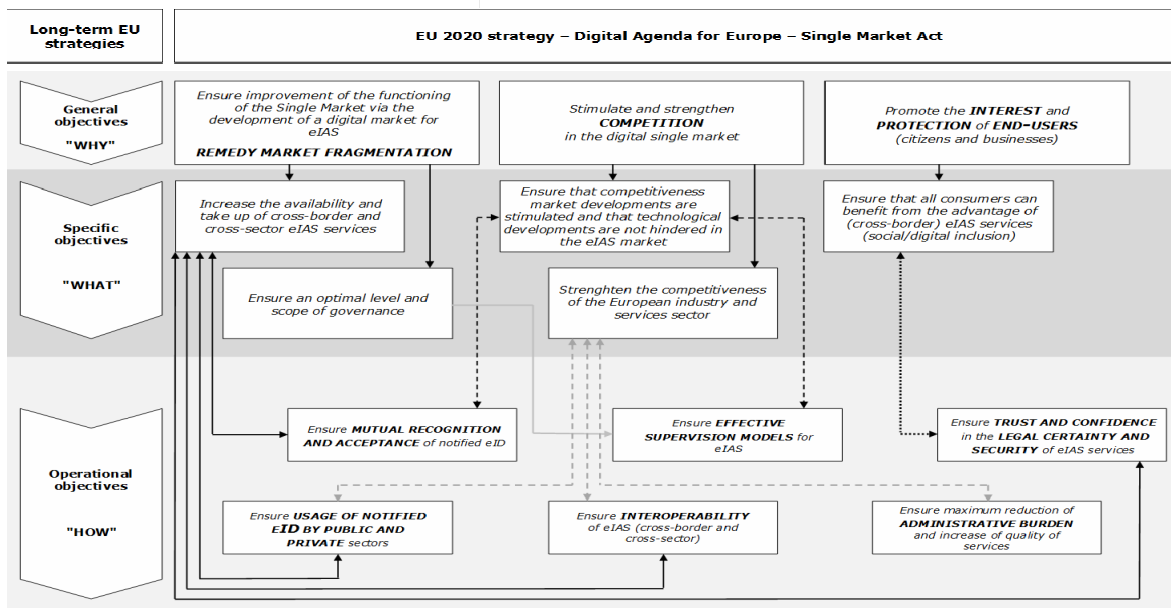 Long-term EU
strategies
EU 2020 strategy – Digital Agenda for Europe – Single Market Act
General
objectives
"WHY"
Ensure improvement of the functioning
of the Single Market via the
development of a digital market for
eIAS
REMEDY MARKET FRAGMENTATION
Stimulate and strengthen
COMPETITION
in the digital single market
Promote the INTEREST and
PROTECTION of END-USERS
(citizens and businesses)
Specific
objectives
"WHAT"
Increase the availability and
take up of cross-border and
cross-sector eIAS services
Ensure that competitiveness
market developments are
stimulated and that technological
developments are not hindered in
the eIAS market
Ensure that all consumers can
benefit from the advantage of
(cross-border) eIAS services
(social/digital inclusion)
Ensure an optimal level and
scope of governance
Strenghten the competitiveness
of the European industry and
services sector
Operational
objectives
"HOW"
Ensure MUTUAL RECOGNITION
AND ACCEPTANCE of notified eID
Ensure EFFECTIVE
SUPERVISION MODELS for
eIAS
Ensure TRUST AND CONFIDENCE
in the LEGAL CERTAINTY AND
SECURITY of eIAS services
Ensure USAGE OF NOTIFIED
eID BY PUBLIC AND
PRIVATE sectors
Ensure INTEROPERABILITY
of eIAS (cross-border and
cross-sector)
Ensure maximum reduction of
ADMINISTRATIVE BURDEN
and increase of quality of
services